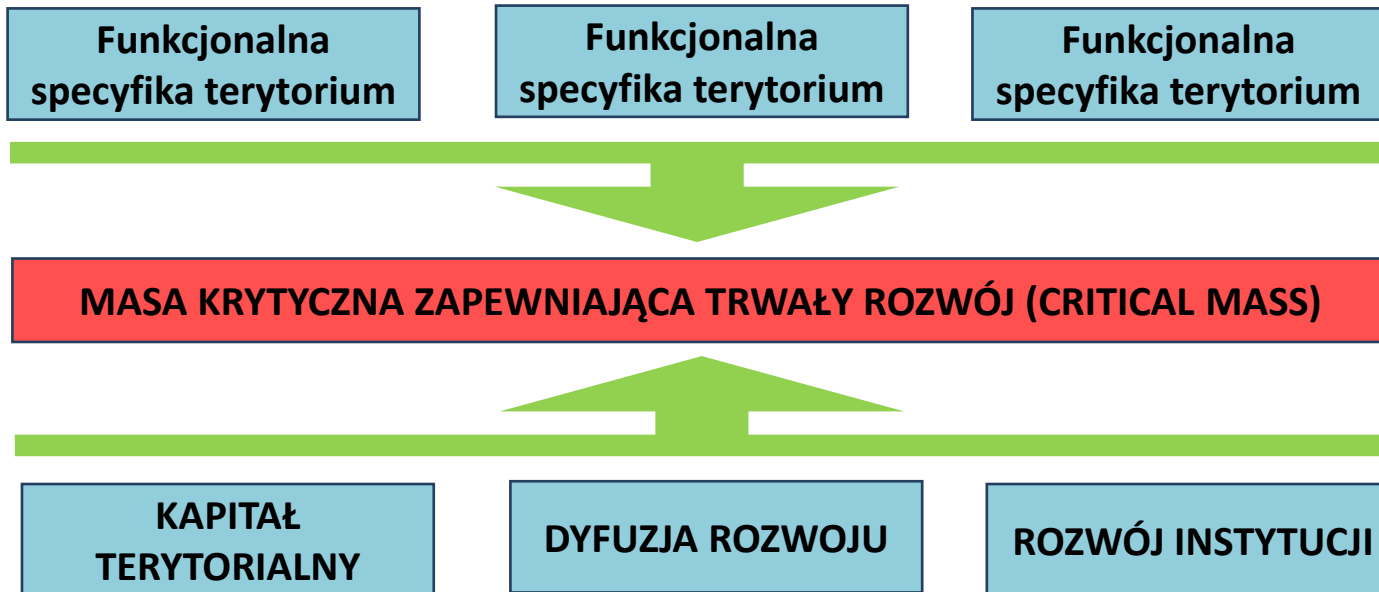 Funkcjonalna
specyfika terytorium
Funkcjonalna
specyfika terytorium
Funkcjonalna
specyfika terytorium
MASA KRYTYCZNA ZAPEWNIAJĄCA TRWAŁY ROZWÓJ (CRITICAL MASS)
KAPITAŁ
TERYTORIALNY
DYFUZJA ROZWOJU
ROZWÓJ INSTYTUCJI